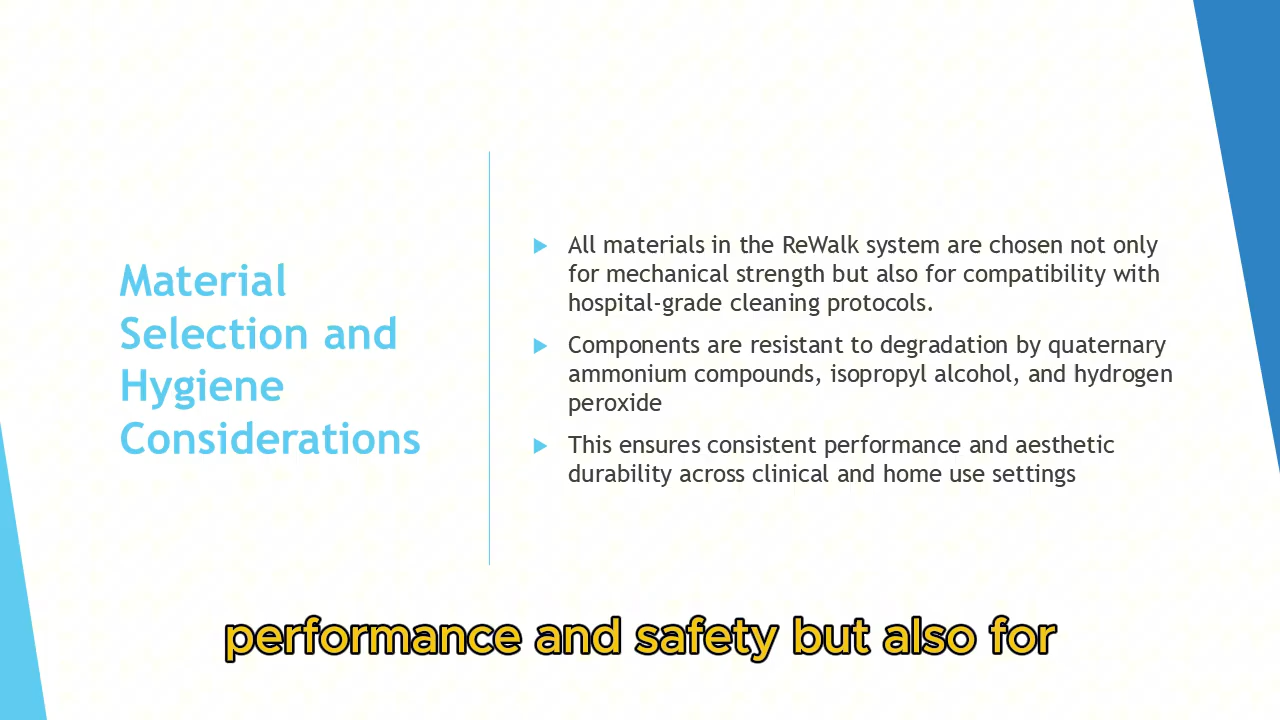 Material
Selection and
Hygiene
Considerations
All materials in the ReWalk system are chosen not only
for mechanical strength but also for compatibility with
hospital-grade cleaning protocols.
Components are resistant to degradation by quaternary
ammonium compounds, isopropyl alcohol, and hydrogen
peroxide
This ensures consistent performance and aesthetic
durability across clinical and home use settings
performance and safety but also for